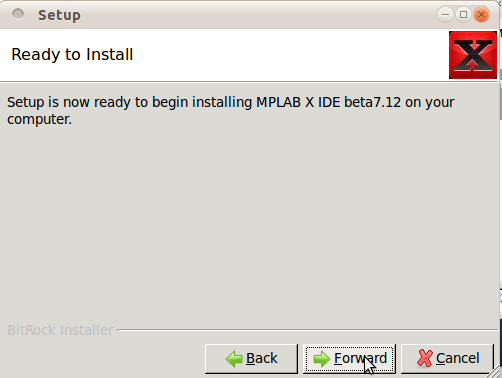 Setup
Ready to Install
Setup is now ready to begin installing MPLAB X IDE beta7.12 on your
computer.
BitRock Installer
Back
Forward
Cancel